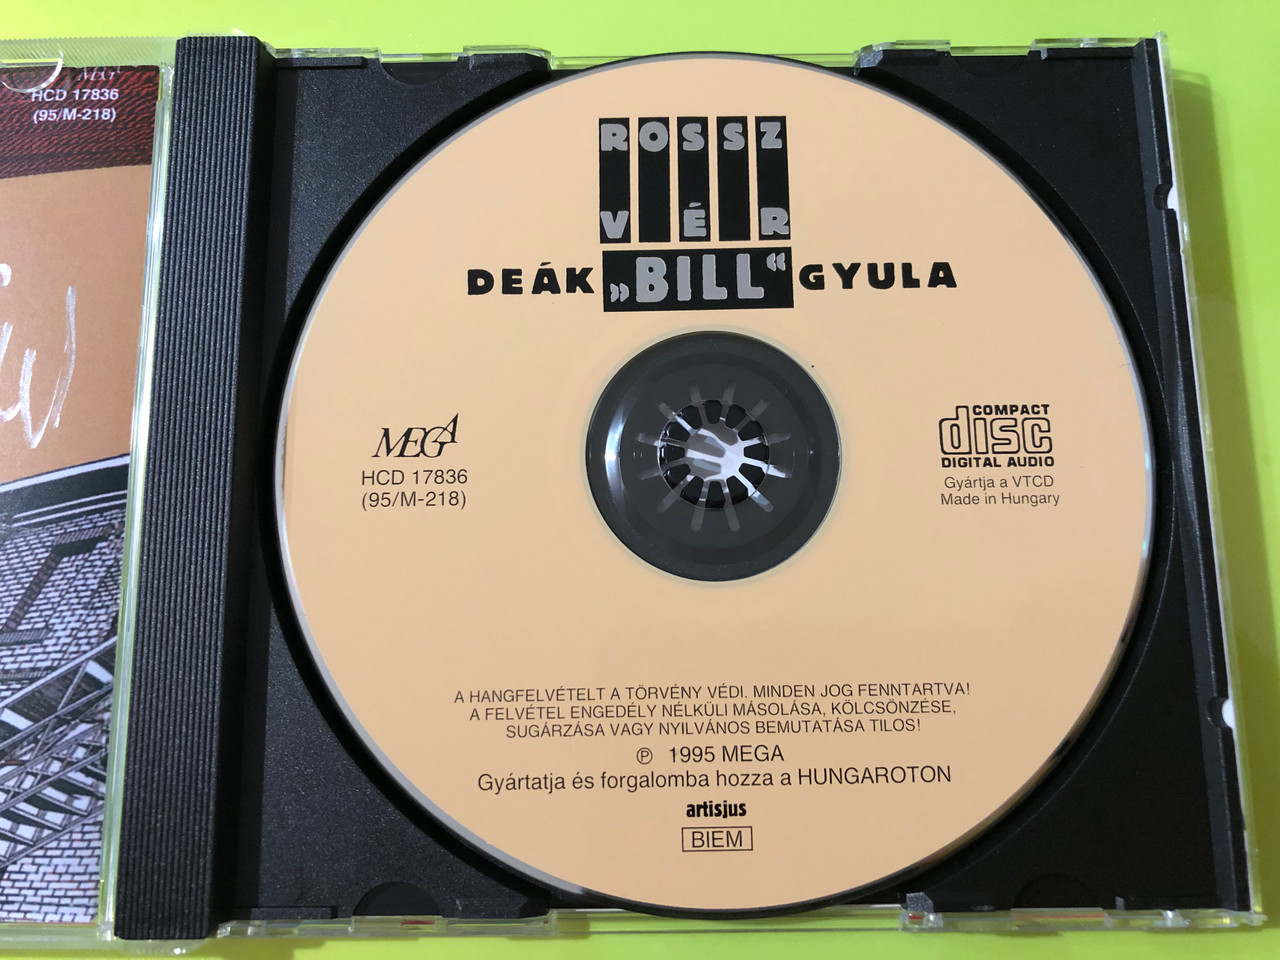 MEGA
HCD 17836
(95/M-218)
ROSSZ
VÉR
DEÁK „BILL“ GYULA
MEGA
HCD 17836
(95/M-218)
COMPACT
disc
DIGITAL AUDIO
Gyártja a VTCD
Made in Hungary
A HANGFELVÉTELT A TÖRVÉNY VÉDI. MINDEN JOG FENNTARTVA!
A FELVÉTEL ENGEDÉLY NÉLKÜLI MÁSOLÁSA, KÖLCSÖNZÉSE,
SUGÁRZÁSA VAGY NYILVÁNOS BEMUTATÁSA TILOS!
℗ 1995 MEGA
Gyártatja és forgalomba hozza a HUNGAROTON
artisjus
BIEM